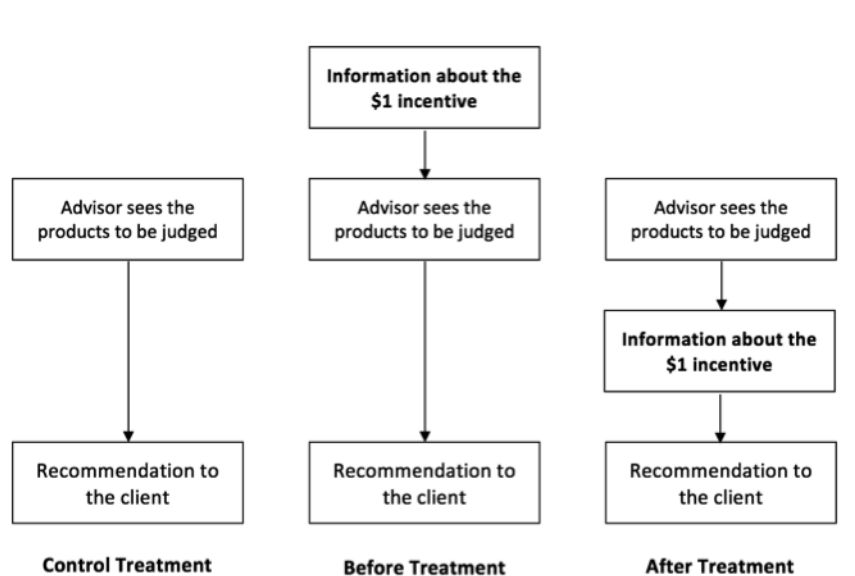 Information about the
$1 incentive
Advisor sees the
products to be judged
Advisor sees the
products to be judged
Advisor sees the
products to be judged
Information about the
$1 incentive
Recommendation to
the client
Recommendation to
the client
Recommendation to
the client
Control Treatment
Before Treatment
After Treatment